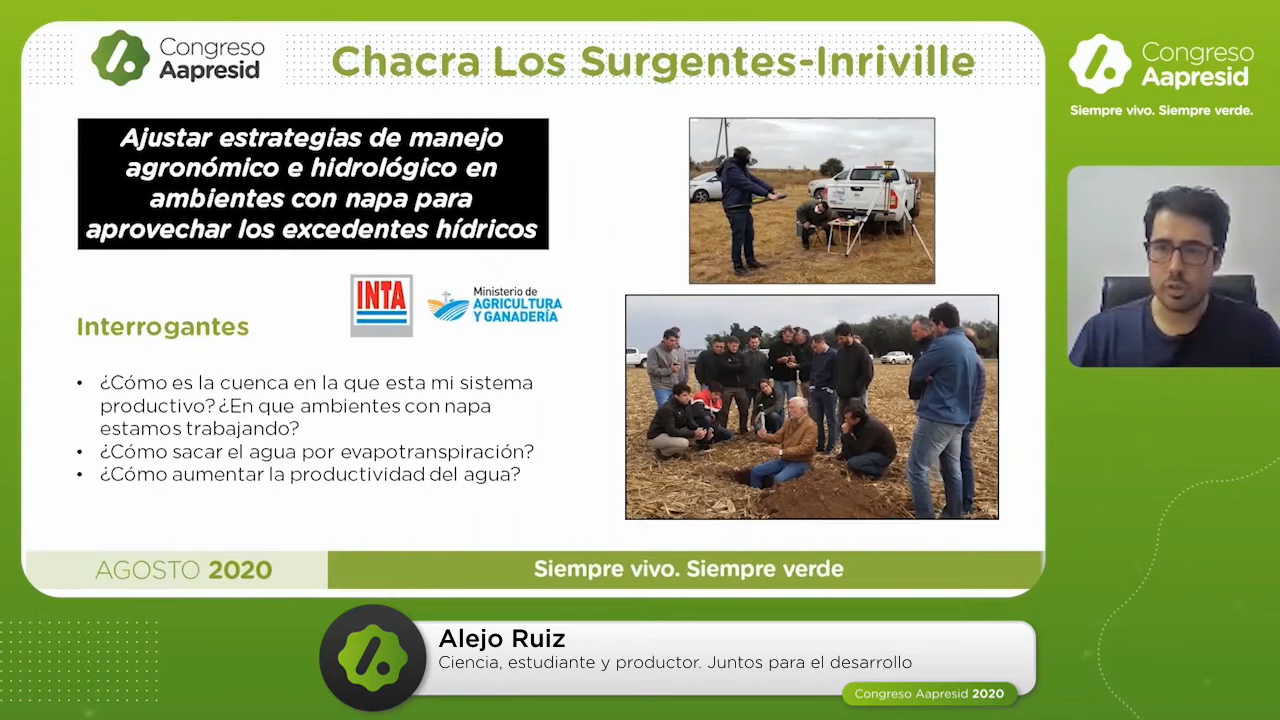 Congreso
Aapresid
Chacra Los Surgentes-Inriville
Ajustar estrategias de manejo
agronómico e hidrológico en
ambientes con napa para
aprovechar los excedentes hídricos
INTA
Ministerio de
AGRICULTURA
Y GANADERÍA
Interrogantes
• ¿Cómo es la cuenca en la que esta mi sistema
productivo? ¿En que ambientes con napa
estamos trabajando?
• ¿Cómo sacar el agua por evapotranspiración?
• ¿Cómo aumentar la productividad del agua?
AGOSTO 2020
Siempre vivo. Siempre verde
Congreso
Aapresid
Siempre vivo. Siempre verde.
Alejo Ruiz
Ciencia, estudiante y productor. Juntos para el desarrollo
Congreso Aapresid 2020